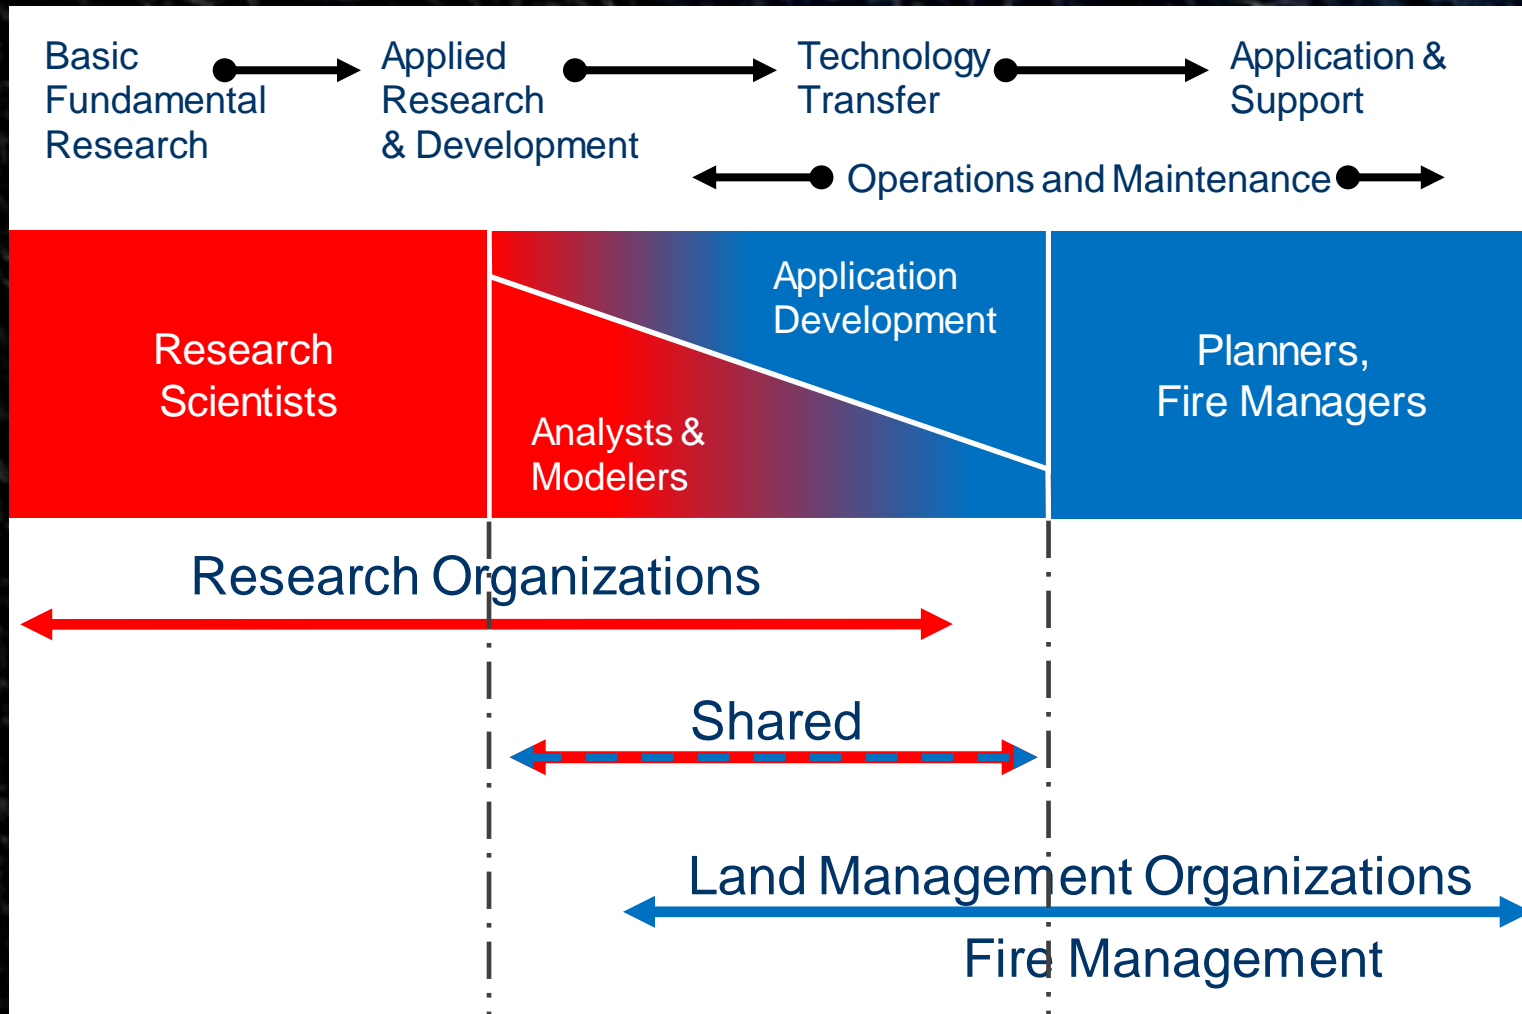 Basic
Fundamental
Research
Applied
Research
& Development
Technology
Transfer
Application &
Support
Operations and Maintenance
Research
Scientists
Analysts &
Modelers
Application
Development
Planners,
Fire Managers
Research Organizations
Shared
Land Management Organizations
Fire Management